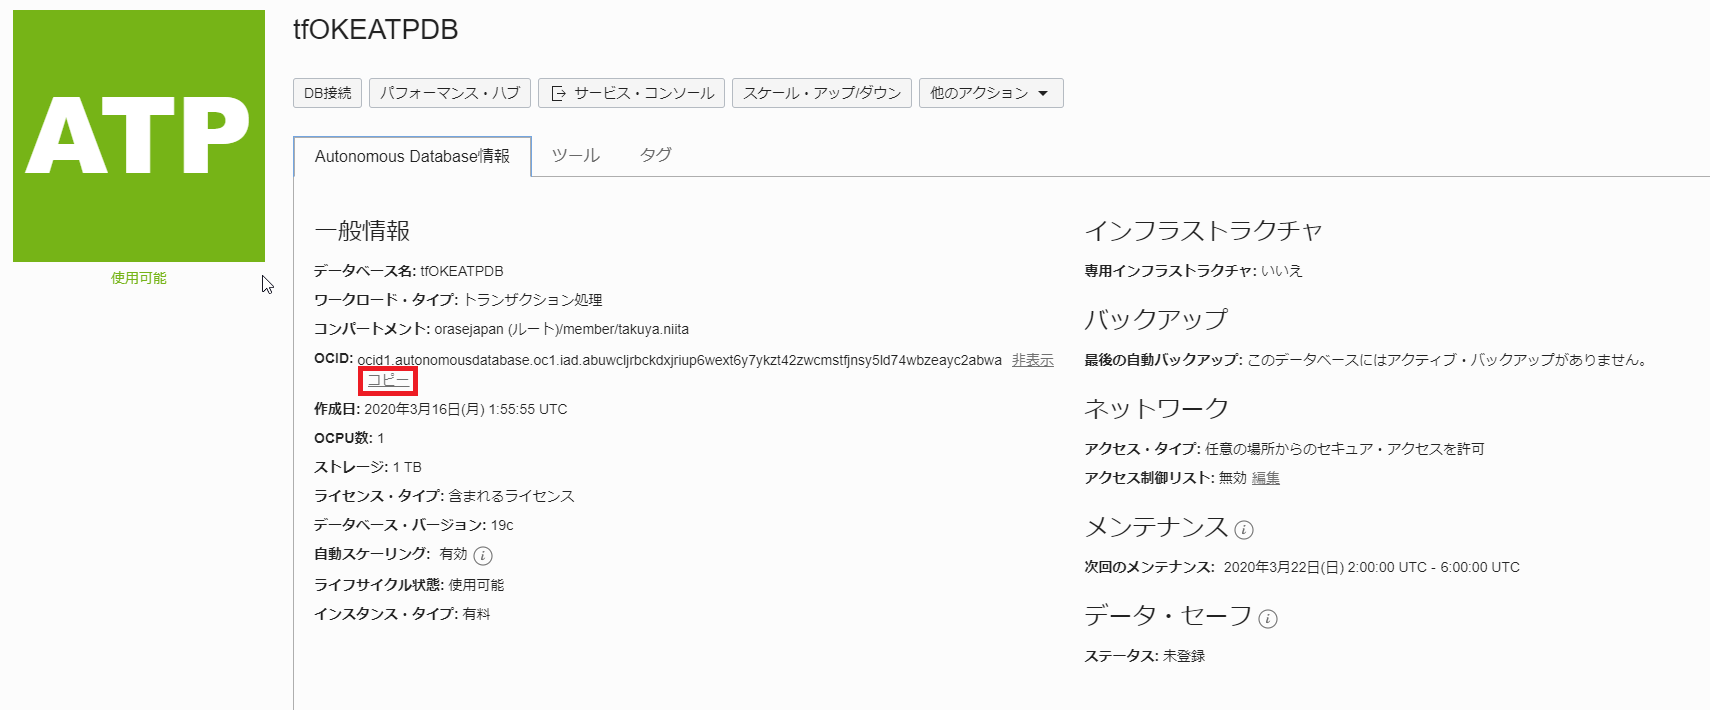 tfOKEATPDB
ATP
使用可能
DB接続 パフォーマンス・ハブ サービス・コンソール スケール・アップ/ダウン 他のアクション
Autonomous Database情報 ツール タグ
一般情報
データベース名: tfOKEATPDB
ワークロード・タイプ: トランザクション処理
コンパートメント: orasejapan (ルート)/member/takuya.niita
OCID: ocid1.autonomousdatabase.oc1.iad.abuwcljrbckdxjriup6wext6y7ykzt42zwcmstfjnsy5ld74wbzeayc2abwa 非表示
コピー
作成日: 2020年3月16日(月) 1:55:55 UTC
OCPU数: 1
ストレージ: 1 TB
ライセンス・タイプ: 含まれるライセンス
データベース・バージョン: 19c
自動スケーリング: 有効 i
ライフサイクル状態: 使用可能
インスタンス・タイプ: 有料
インフラストラクチャ
専用インフラストラクチャ: いいえ
バックアップ
最後の自動バックアップ: このデータベースにはアクティブ・バックアップがありません。
ネットワーク
アクセス・タイプ: 任意の場所からのセキュア・アクセスを許可
アクセス制御リスト: 無効 編集
メンテナンス i
次回のメンテナンス: 2020年3月22日(日) 2:00:00 UTC - 6:00:00 UTC
データ・セーフ i
ステータス: 未登録